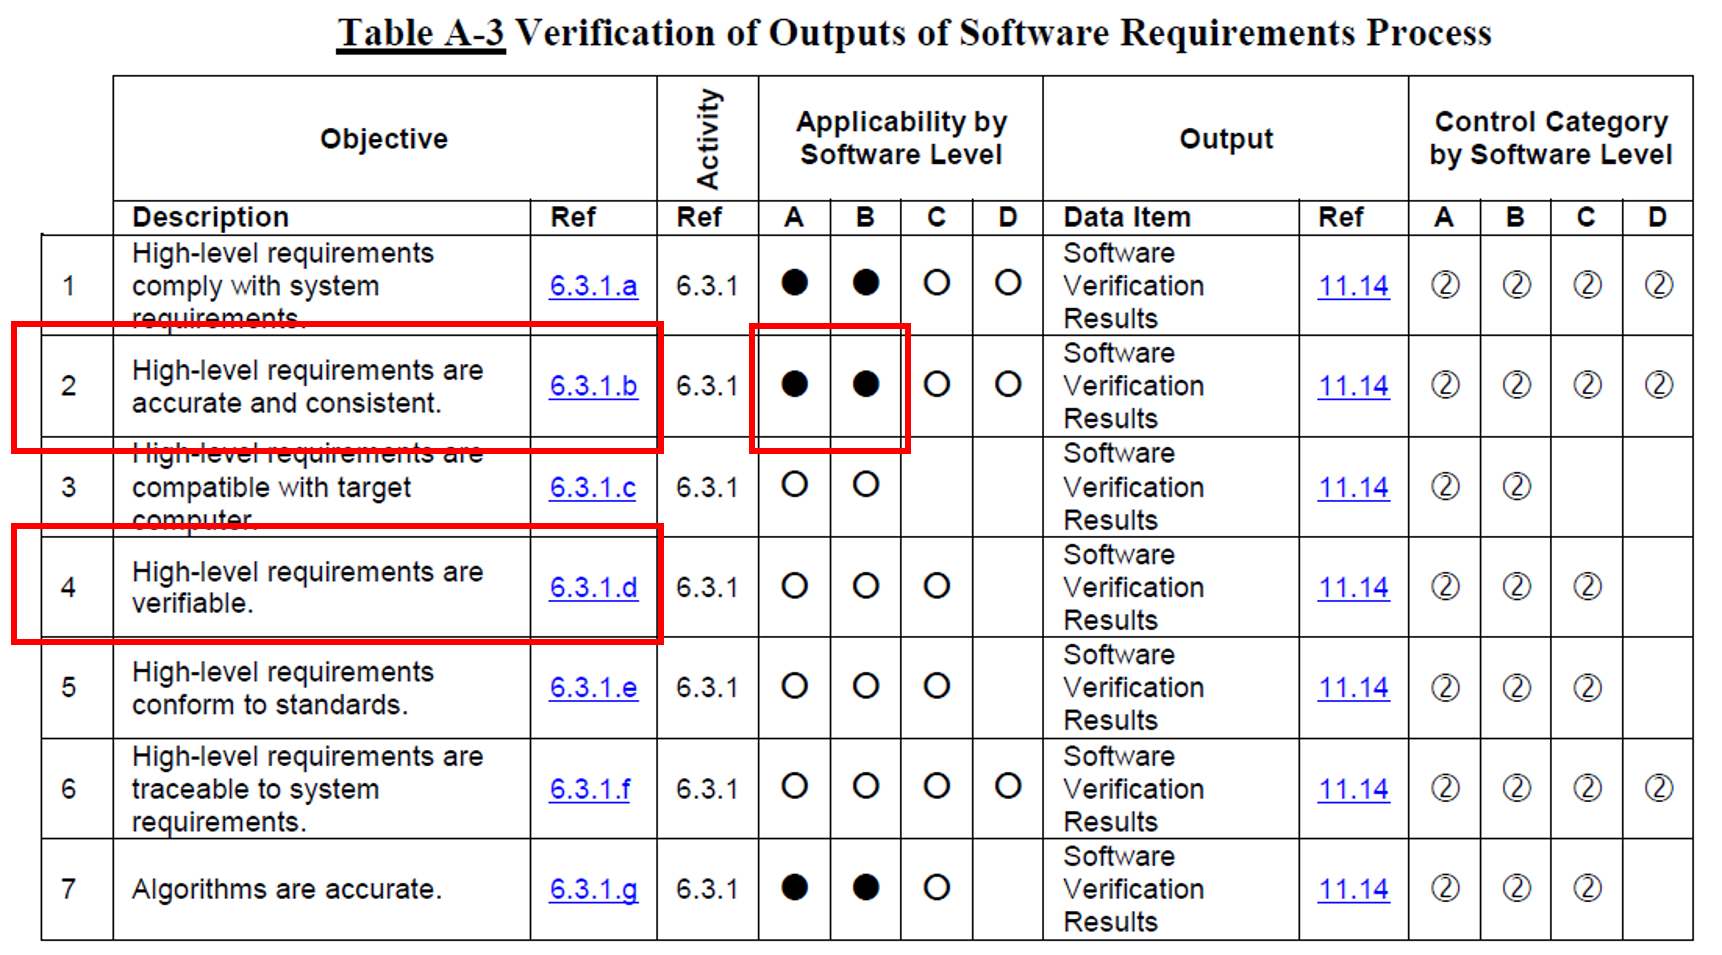 Table A-3 Verification of Outputs of Software Requirements Process
Objective
Activity
Applicability by
Software Level
Output
Control Category
by Software Level
Description Ref Ref A B C D Data Item Ref A B C D
1
High-level requirements
comply with system
requirements.
6.3.1.a 6.3.1 ● ● ○ ○
Software
Verification
Results
11.14 ② ② ② ②
2
High-level requirements are
accurate and consistent.
6.3.1.b 6.3.1 ● ● ○ ○
Software
Verification
Results
11.14 ② ② ② ②
3
High-level requirements are
compatible with target
computer.
6.3.1.c 6.3.1 ○ ○
Software
Verification
Results
11.14 ② ②
4
High-level requirements are
verifiable.
6.3.1.d 6.3.1 ○ ○ ○
Software
Verification
Results
11.14 ② ② ②
5
High-level requirements
conform to standards.
6.3.1.e 6.3.1 ○ ○ ○
Software
Verification
Results
11.14 ② ② ②
6
High-level requirements are
traceable to system
requirements.
6.3.1.f 6.3.1 ○ ○ ○ ○
Software
Verification
Results
11.14 ② ② ② ②
7
Algorithms are accurate.
6.3.1.g 6.3.1 ● ● ○
Software
Verification
Results
11.14 ② ② ②